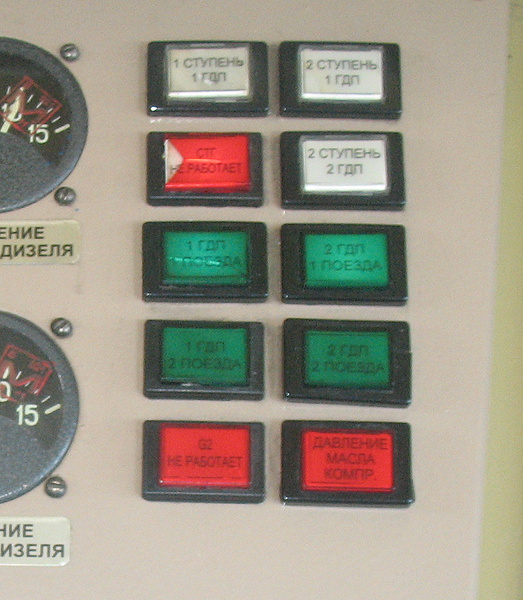 1 СТУПЕНЬ
1 ГДП
2 СТУПЕНЬ
1 ГДП
СТГ
НЕ РАБОТАЕТ
2 СТУПЕНЬ
2 ГДП
1 ГДП
1 ПОЕЗДА
2 ГДП
1 ПОЕЗДА
1 ГДП
2 ПОЕЗДА
2 ГДП
2 ПОЕЗДА
G2
НЕ РАБОТАЕТ
ДАВЛЕНИЕ
МАСЛА
КОМПР.
15
ЕНИЕ
ДИЗЕЛЯ
0
15
НИЕ
ИЗЕЛЯ